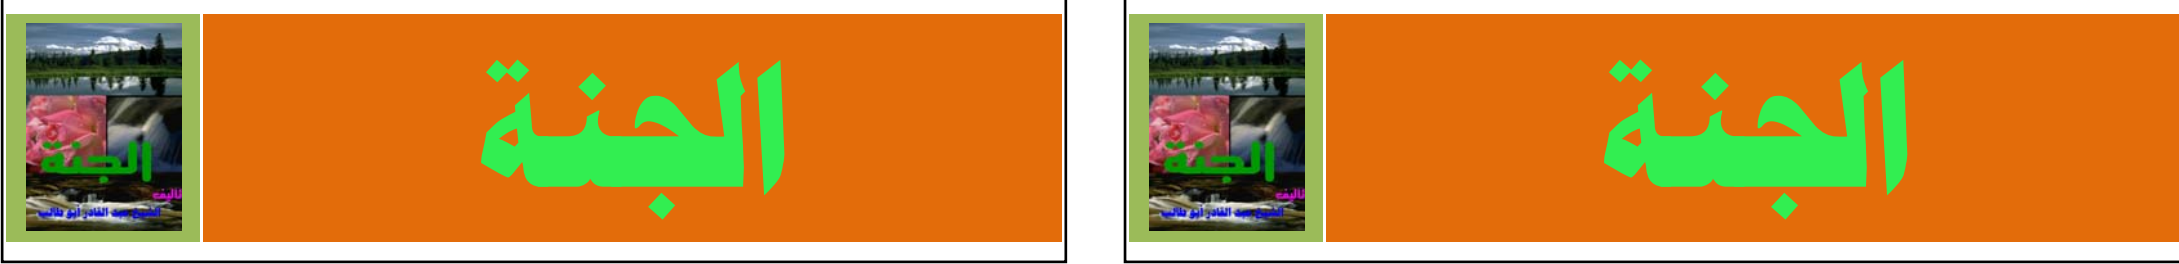 الجنة
الجنة
تأليف
الشيخ عبد القادر أبو طالب
الجنة
الجنة
تأليف
الشيخ عبد القادر أبو طالب